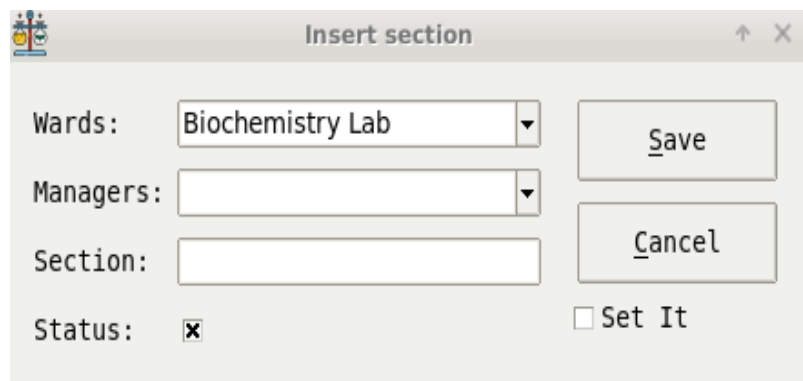 Insert section
Wards: Biochemistry Lab
Save
Managers:
Cancel
Section:
Status:
Set It